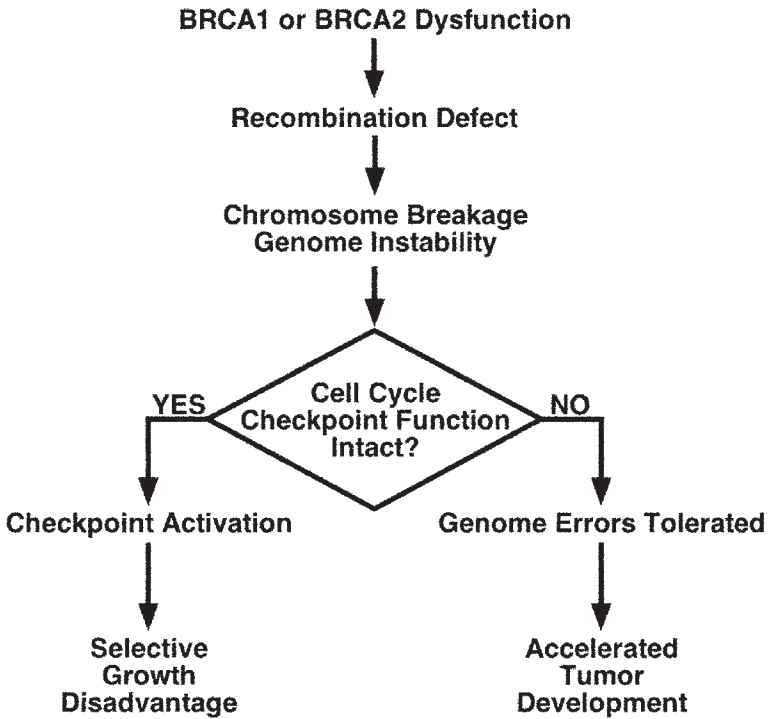 BRCA1 or BRCA2 Dysfunction
Recombination Defect
Chromosome Breakage
Genome Instability
Cell Cycle
Checkpoint Function
Intact?
YES
NO
Checkpoint Activation
Genome Errors Tolerated
Selective
Growth
Disadvantage
Accelerated
Tumor
Development